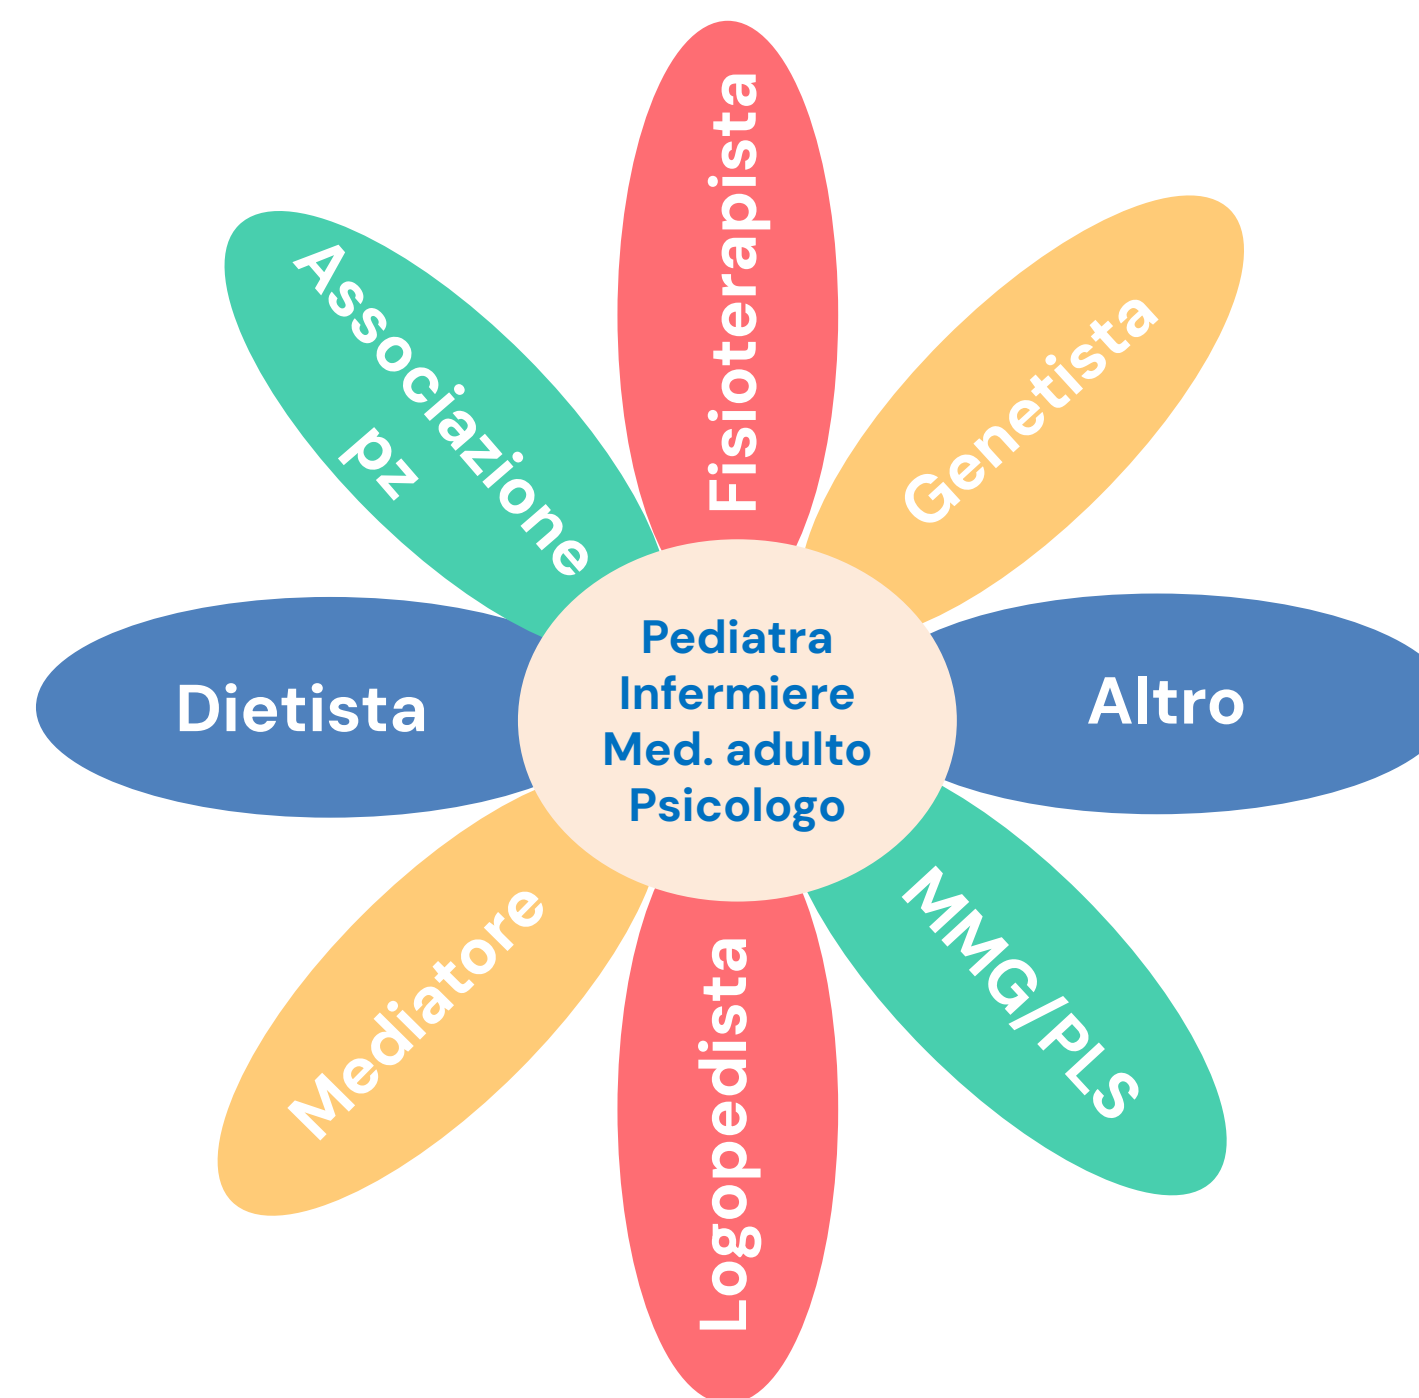 Fisioterapista
Genetista
Altro
MMG/PLS
Logopedista
Mediatore
Dietista
Associazione
pz
Pediatra
Infermiere
Med. adulto
Psicologo